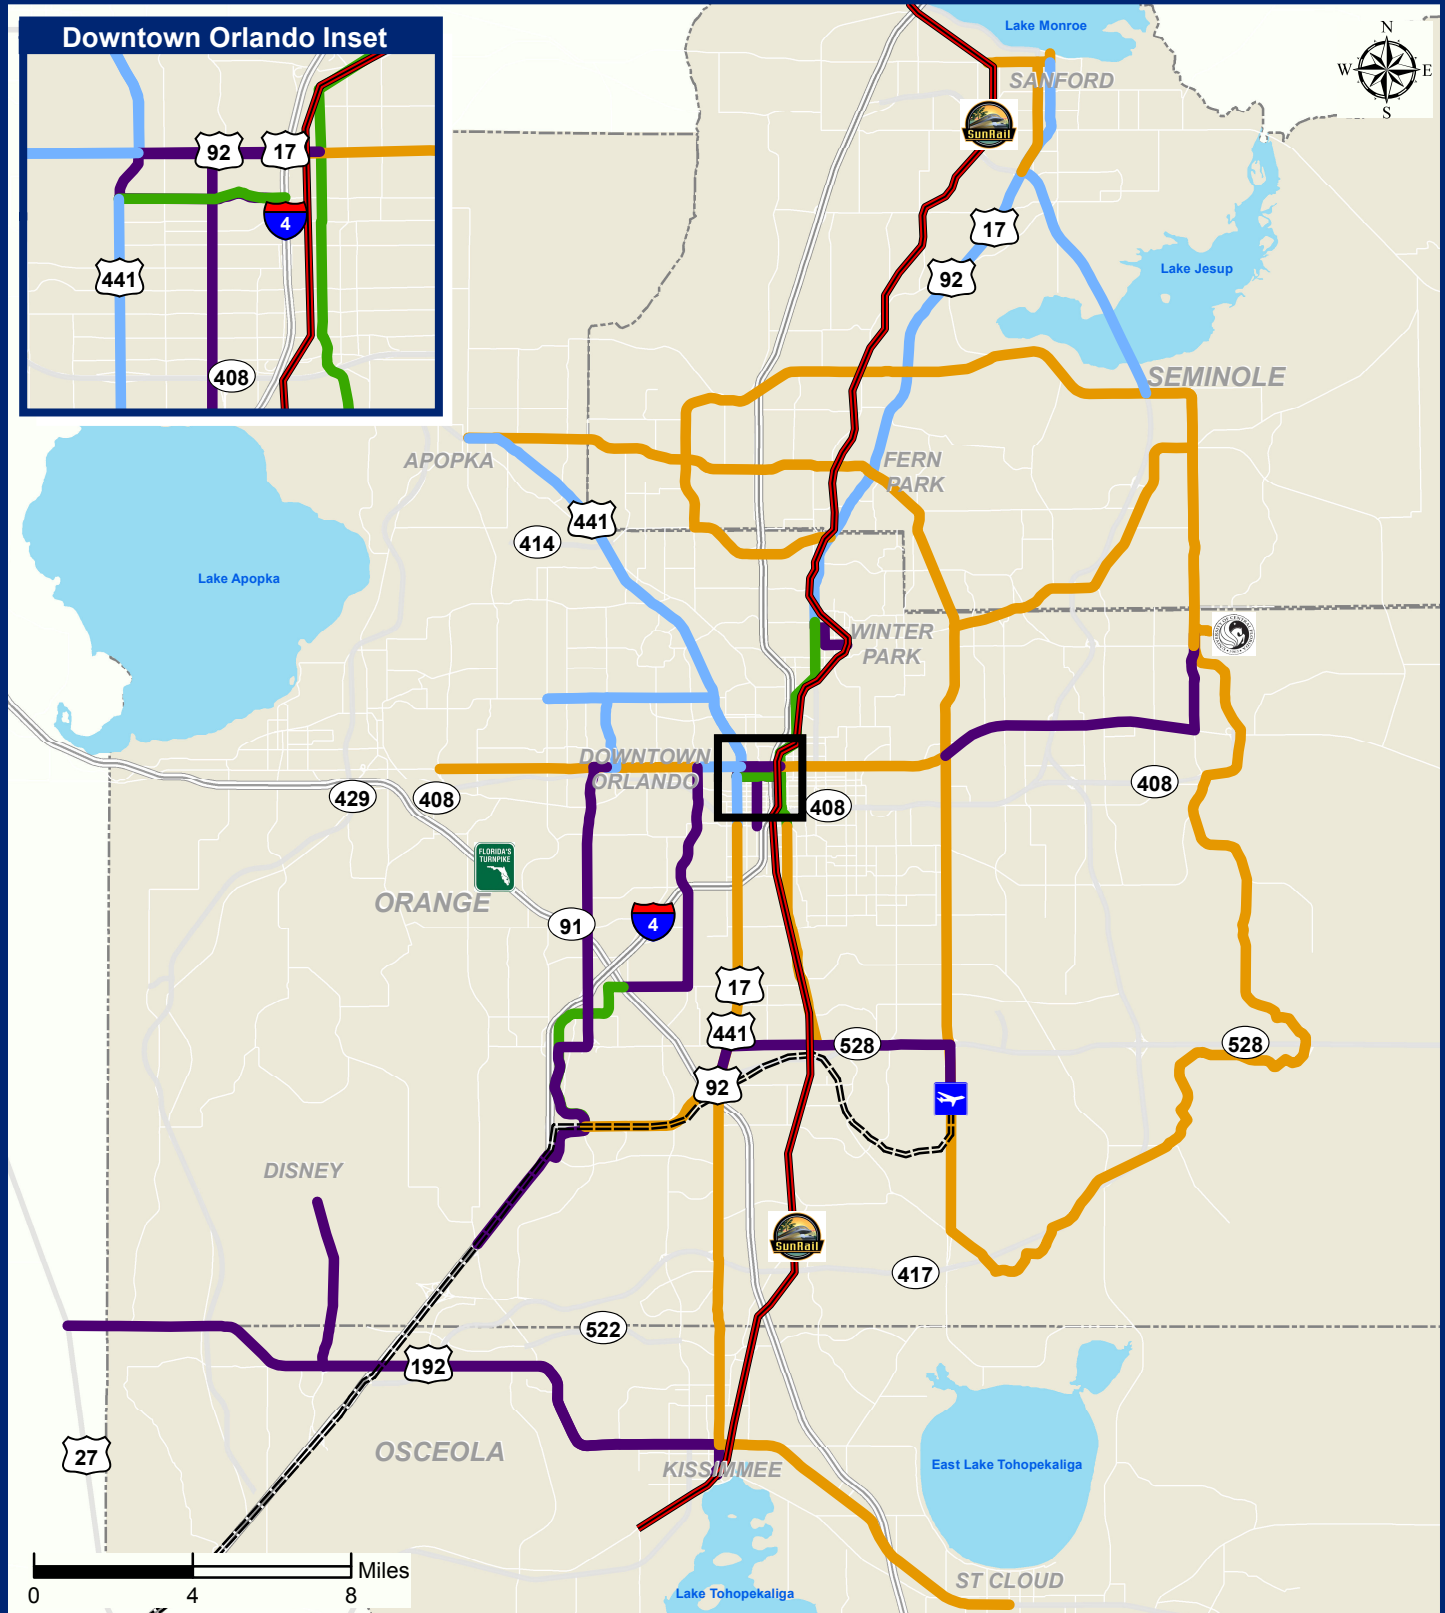 Downtown Orlando Inset
92
17
4
441
408
Lake Monroe
N
W
E
S
SANFORD
SunRail
17
92
Lake Jesup
SEMINOLE
APOPKA
FERN
PARK
441
414
Lake Apopka
WINTER
PARK
DOWNTOWN
ORLANDO
429
408
408
408
FLORIDA'S
TURNPIKE
ORANGE
91
4
17
441
528
528
92
DISNEY
SunRail
417
522
192
27
OSCEOLA
KISSIMMEE
East Lake Tohopekaliga
ST CLOUD
Lake Tohopekaliga
Miles
0
4
8